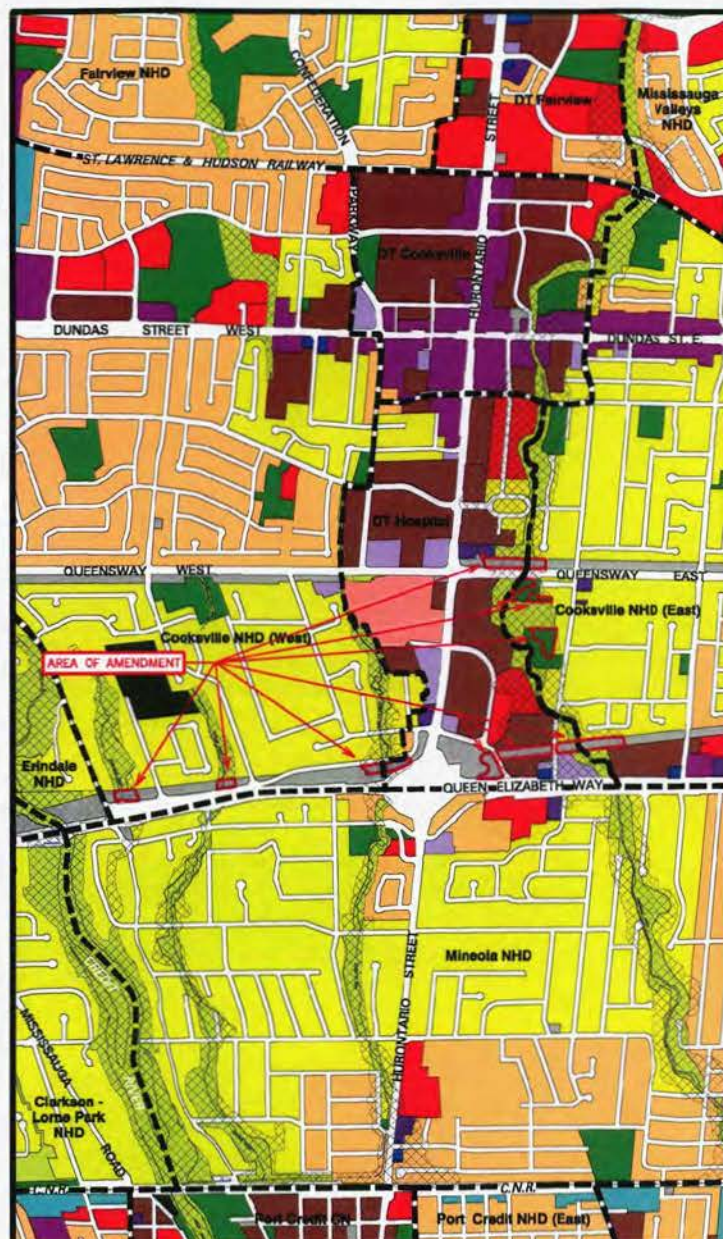 Fairview NHD
CONFEDERATION
PARKWAY
STREET
DT Fairview
Mississauga
Valleys
NHD
ST. LAWRENCE & HUDSON RAILWAY
DT Cooksville
HURONTARIO
DUNDAS STREET WEST
DUNDAS ST. E.
DT Hospital
QUEENSWAY WEST
QUEENSWAY EAST
Cooksville NHD (West)
Cooksville NHD (East)
AREA OF AMENDMENT
Erindale
NHD
QUEEN ELIZABETH WAY
Mineola NHD
HURONTARIO STREET
CREDIT
RIVER
MISSISSAUGA ROAD
Clarkson -
Lorne Park
NHD
C.N.R.
C.N.R.
Port Credit CN
Port Credit NHD (East)